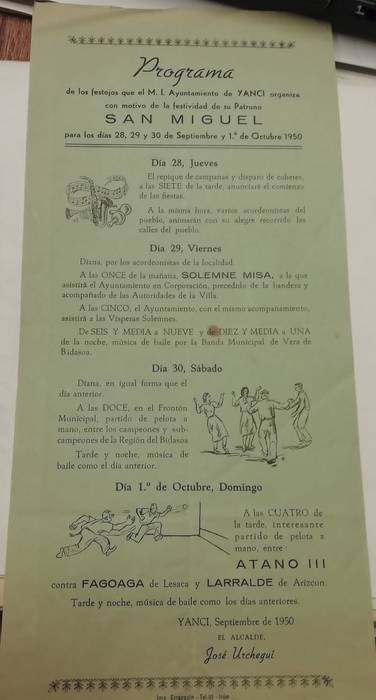 Programa
de los festejos que el M. I. Ayuntamiento de YANCI organiza
con motivo de la festividad de su Patrono
SAN MIGUEL
para los días 28, 29 y 30 de Septiembre y 1.º de Octubre 1950
Día 28, Jueves
El repique de campanas y disparo de cohetes,
a las SIETE de la tarde, anunciará el comienzo
de las fiestas.
A la misma hora, varios acordeonistas del
pueblo, animarán con su alegre recorrido las
calles del pueblo.
Día 29, Viernes
Diana, por los acordeonistas de la localidad.
A las ONCE de la mañana, SOLEMNE MISA, a la que
asistirá el Ayuntamiento en Corporación, precedido de la bandera y
acompañado de las Autoridades de la Villa.
A las CINCO, el Ayuntamiento, con el mismo acompañamiento,
asistirá a las Vísperas Solemnes.
De SEIS Y MEDIA a NUEVE y de DIEZ Y MEDIA a UNA
de la noche, música de baile por la Banda Municipal de Vera de
Bidasoa.
Día 30, Sábado
Diana, en igual forma que el
día anterior.
A las DOCE, en el Frontón
Municipal, partido de pelota a
mano, entre los campeones y sub-
campeones de la Región del Bidasoa
Tarde y noche, música de
baile como el día anterior.
Día 1.º de Octubre, Domingo
A las CUATRO de
la tarde, interesante
partido de pelota a
mano, entre:
ATANO III
contra FAGOAGA de Lesaca y LARRALDE de Arizcun.
Tarde y noche, música de baile como los días anteriores.
YANCI, Septiembre de 1950
EL ALCALDE,
José Urchegui
Imp. - Irún